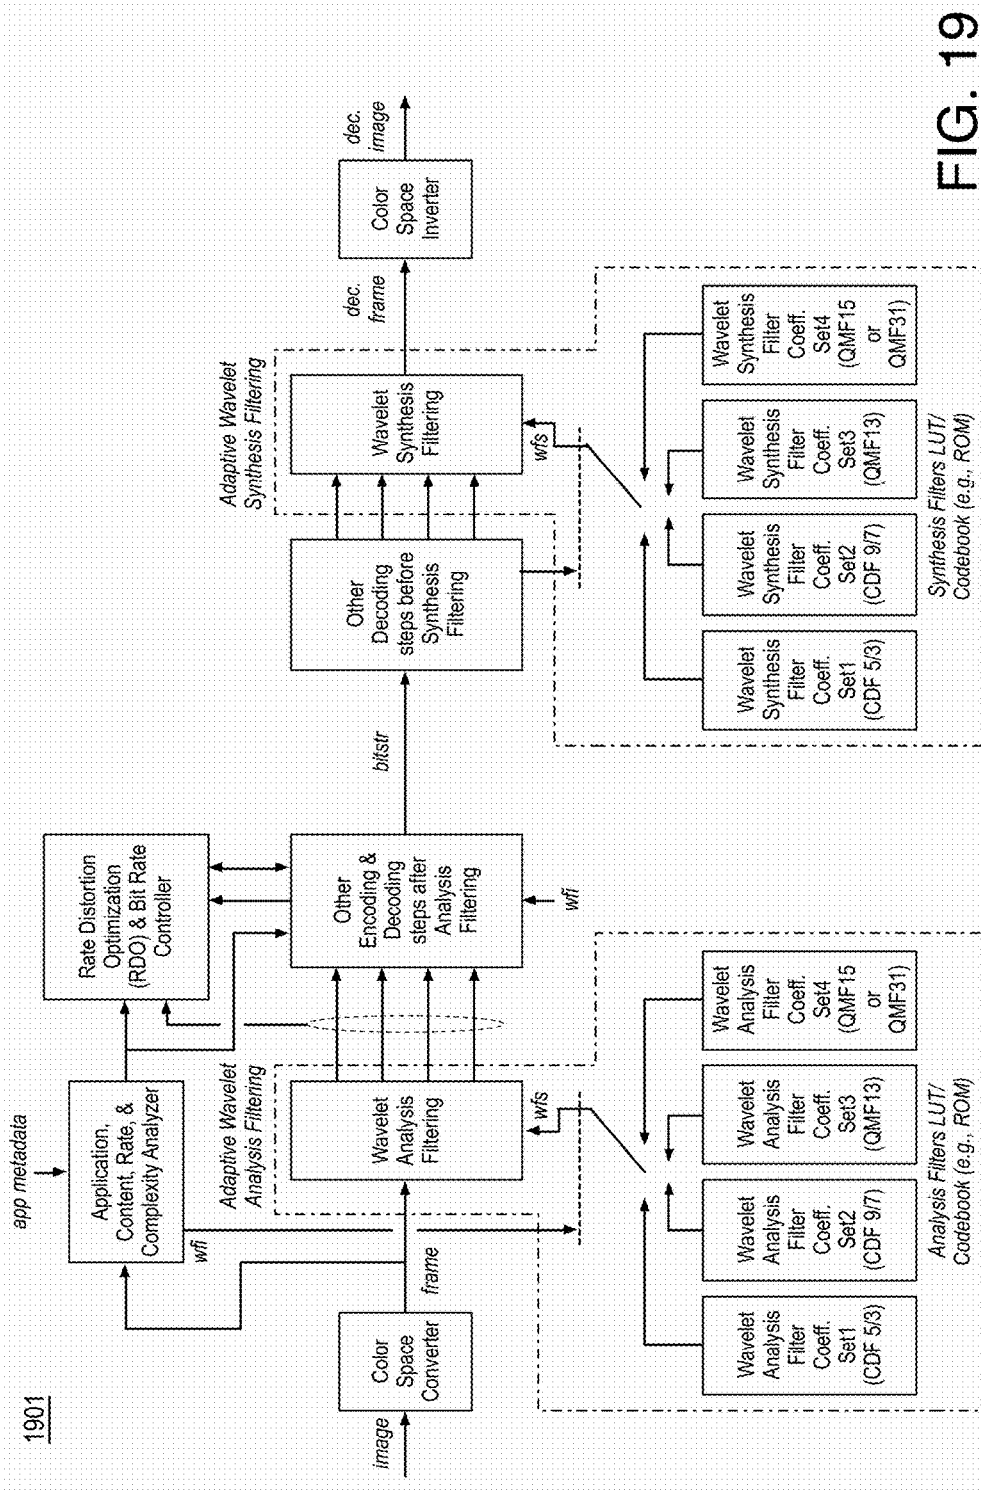 1901
app metadata
Application,
Content, Rate, &
Complexity Analyzer
Rate Distortion
Optimization
(RDO) & Bit Rate
Controller
wfi
Adaptive Wavelet
Analysis Filtering
image
Color
Space
Converter
frame
Wavelet
Analysis
Filtering
wfs
Other
Encoding &
Decoding
steps after
Analysis
Filtering
wfi
bitstr
Other
Decoding
steps before
Synthesis
Filtering
Adaptive Wavelet
Synthesis Filtering
Wavelet
Synthesis
Filtering
wfs
dec.
frame
Color
Space
Inverter
dec.
image
Wavelet
Analysis
Filter
Coeff.
Set1
(CDF 5/3)
Wavelet
Analysis
Filter
Coeff.
Set2
(CDF 9/7)
Wavelet
Analysis
Filter
Coeff.
Set3
(QMF13)
Wavelet
Analysis
Filter
Coeff.
Set4
(QMF15
or
QMF31)
Analysis Filters LUT/
Codebook (e.g., ROM)
Wavelet
Synthesis
Filter
Coeff.
Set1
(CDF 5/3)
Wavelet
Synthesis
Filter
Coeff.
Set2
(CDF 9/7)
Wavelet
Synthesis
Filter
Coeff.
Set3
(QMF13)
Wavelet
Synthesis
Filter
Coeff.
Set4
(QMF15
or
QMF31)
Synthesis Filters LUT/
Codebook (e.g., ROM)
FIG. 19